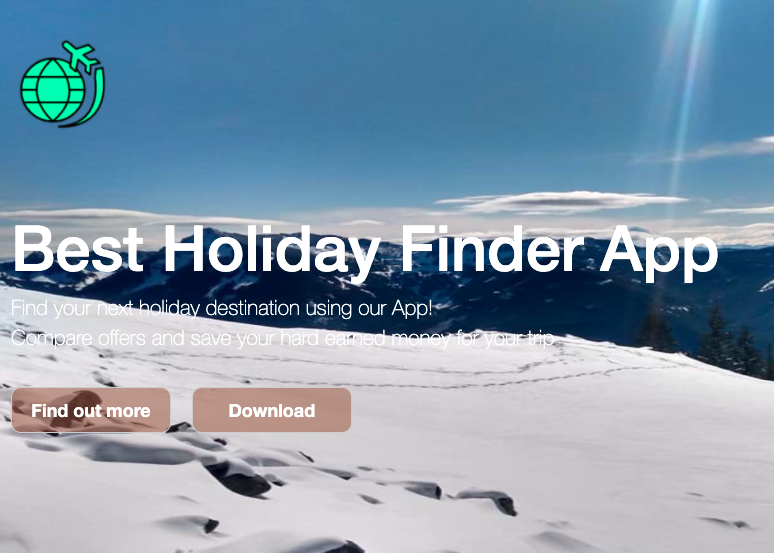 Best Holiday Finder App
Find your next holiday destination using our App!
Compare offers and save your hard earned money for your trip
Find out more
Download